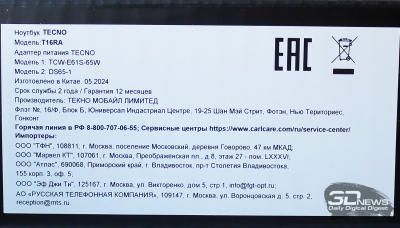 Ноутбук TECNO
Модель: T16RA
Адаптер питания TECNO
Модель 1: TCW-E61S-65W
Модель 2: DS65-1
Изготовлено в Китае. 05.2024
Срок службы 2 года / Гарантия 12 месяцев
Производитель: ТЕКНО МОБАЙЛ ЛИМИТЕД
Флэт №, 16/Ф, Блок Б, Юниверсал Индастриал Центре, 19-25 Шан Мэй Стрит, Фотэн, Нью Территориес,
Гонконг
Горячая линия в РФ 8-800-707-06-55; Сервисные центры https://www.carlcare.com/ru/service-center/
Импортеры:
ООО "ТФН", 108811, г. Москва, поселение Московский, деревня Говорово, 47 км МКАД;
ООО "Марвел КТ", 107061, г. Москва, Преображенская пл., д.8, этаж 27 - пом. LXXXVI;
ООО "Атлас", 690068, Приморский край, г Владивосток, пр-т Столетия Владивостока,
155 корп. 3, оф. 5;
ООО "Эф Джи Ти", 125167, г. Москва, ул. Викторенко, дом 5, стр. 1, info@fgt-opt.ru;
АО «РУССКАЯ ТЕЛЕФОННАЯ КОМПАНИЯ», 109147, г. Москва, ул. Воронцовская д. 5, стр. 2,
reception@mts.ru.
EAC
3DNEWS
Daily Digital Digest